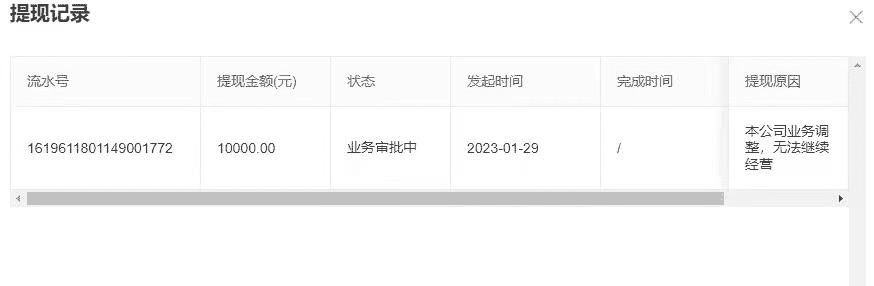 提现记录
流水号 提现金额(元) 状态 发起时间 完成时间 提现原因
1619611801149001772 10000.00 业务审批中 2023-01-29 / 本公司业务调
整，无法继续
经营